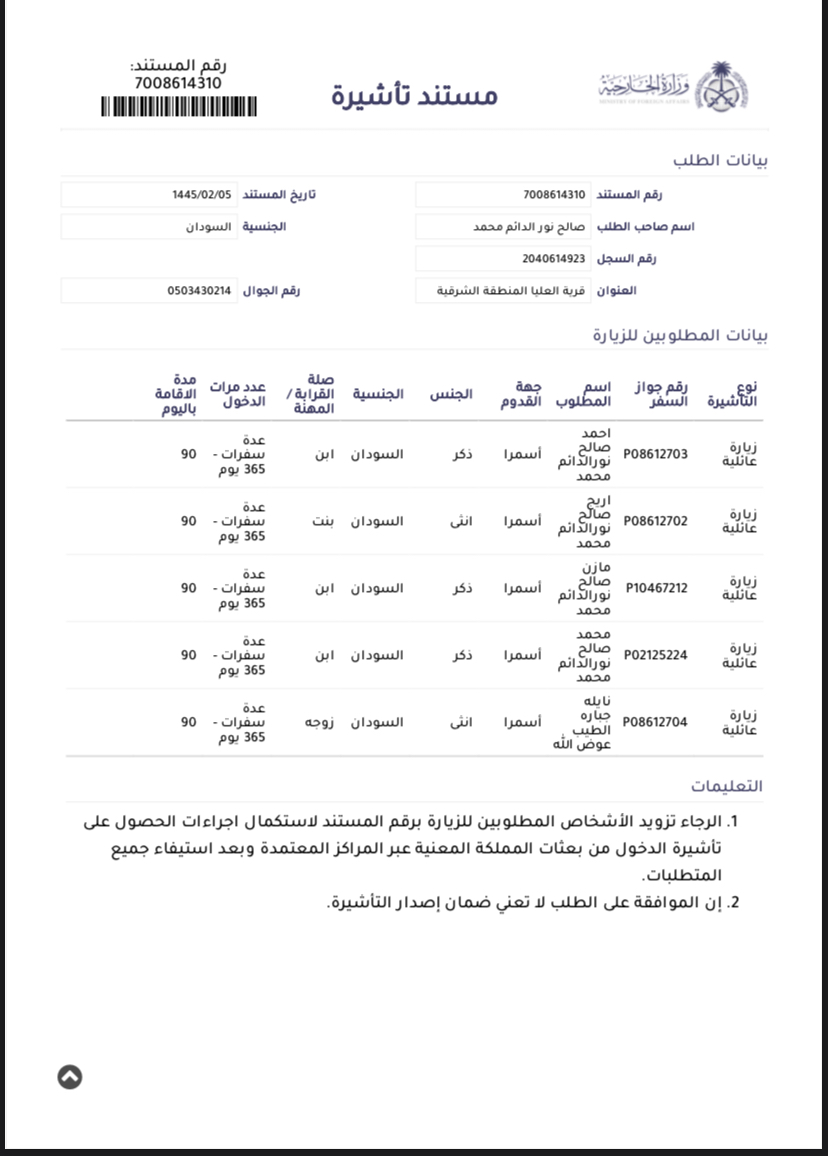 رقم المستند:
7008614310
مستند تأشيرة
وزارة الخارجية
MINISTRY OF FOREIGN AFFAIRS
بيانات الطلب
رقم المستند 7008614310 تاريخ المستند 1445/02/05
اسم صاحب الطلب صالح نور الدائم محمد الجنسية السودان
رقم السجل 2040614923
العنوان قرية العليا المنطقة الشرقية رقم الجوال 0503430214
بيانات المطلوبين للزيارة
نوع التأشيرة رقم جواز السفر اسم المطلوب جهة القدوم الجنس الجنسية صلة القرابة / المهنة عدد مرات الدخول مدة الاقامة باليوم
زيارة عائلية P08612703 احمد صالح نورالدائم محمد أسمرا ذكر السودان ابن عدة سفرات - 365 يوم 90
زيارة عائلية P08612702 اريج صالح نورالدائم محمد أسمرا انثى السودان بنت عدة سفرات - 365 يوم 90
زيارة عائلية P10467212 مازن صالح نورالدائم محمد أسمرا ذكر السودان ابن عدة سفرات - 365 يوم 90
زيارة عائلية P02125224 محمد صالح نورالدائم محمد أسمرا ذكر السودان ابن عدة سفرات - 365 يوم 90
زيارة عائلية P08612704 نايله جباره الطيب عوض الله أسمرا انثى السودان زوجه عدة سفرات - 365 يوم 90
التعليمات
1. الرجاء تزويد الأشخاص المطلوبين للزيارة برقم المستند لاستكمال اجراءات الحصول على
تأشيرة الدخول من بعثات المملكة المعنية عبر المراكز المعتمدة وبعد استيفاء جميع
المتطلبات.
2. إن الموافقة على الطلب لا تعني ضمان إصدار التأشيرة.